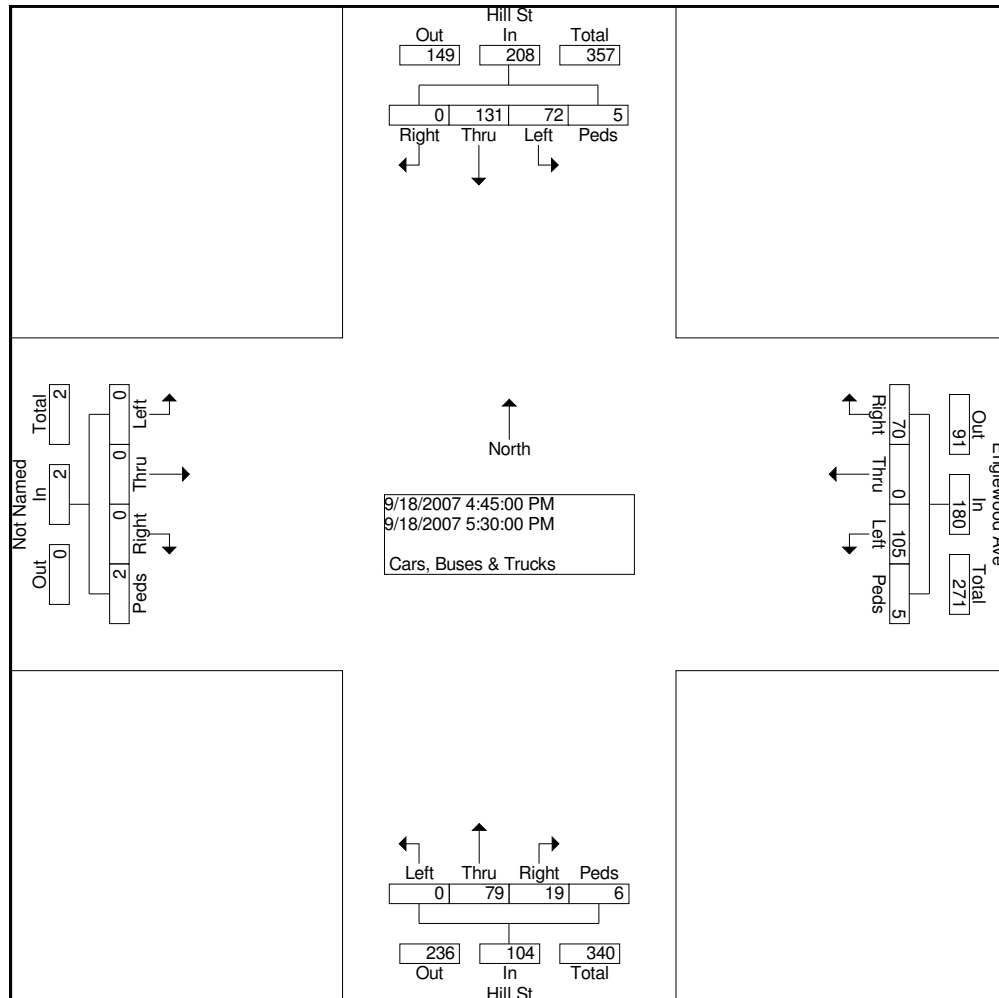 Hill St
Out In Total
149 208 357
0 131 72 5
Right Thru Left Peds
North
9/18/2007 4:45:00 PM
9/18/2007 5:30:00 PM
Cars, Buses & Trucks
Not Named
Total In Out
2 2 0
0 0 0 2
Left Thru Right Peds
Englewood Ave
Out In Total
91 180 271
70 0 105 5
Right Thru Left Peds
Left Thru Right Peds
0 79 19 6
236 104 340
Out In Total
Hill St